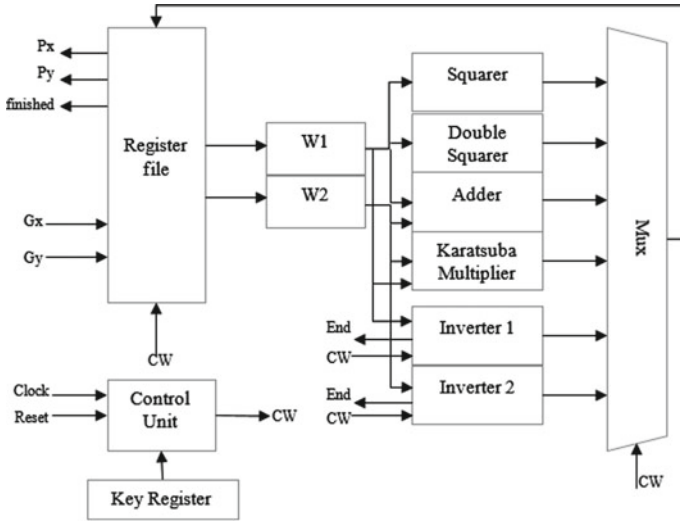 Px
Py
finished
Register
file
Gx
Gy
CW
W1
W2
Squarer
Double
Squarer
Adder
Karatsuba
Multiplier
End
CW
Inverter 1
End
CW
Inverter 2
Mux
CW
Clock
Reset
Control
Unit
CW
Key Register